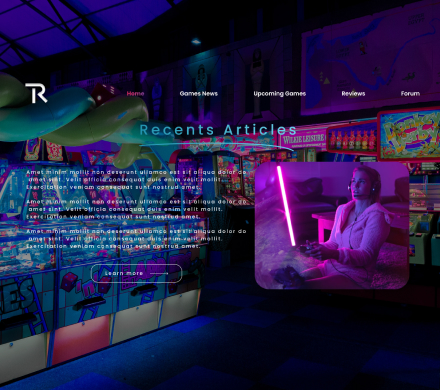 TR
Home Games News Upcoming Games Reviews Forum
Recents Articles
WILKIE LEISURE
Amet minim mollit non deserunt ullamco est sit aliqua dolor do
amet sint. Velit officia consequat duis enim velit mollit.
Exercitation veniam consequat sunt nostrud amet.
Amet minim mollit non deserunt ullamco est sit aliqua dolor do
amet sint. Velit officia consequat duis enim velit mollit.
Exercitation veniam consequat sunt nostrud amet.
Amet minim mollit non deserunt ullamco est sit aliqua dolor do
amet sint. Velit officia consequat duis enim velit mollit.
Exercitation veniam consequat sunt nostrud amet.
Learn more